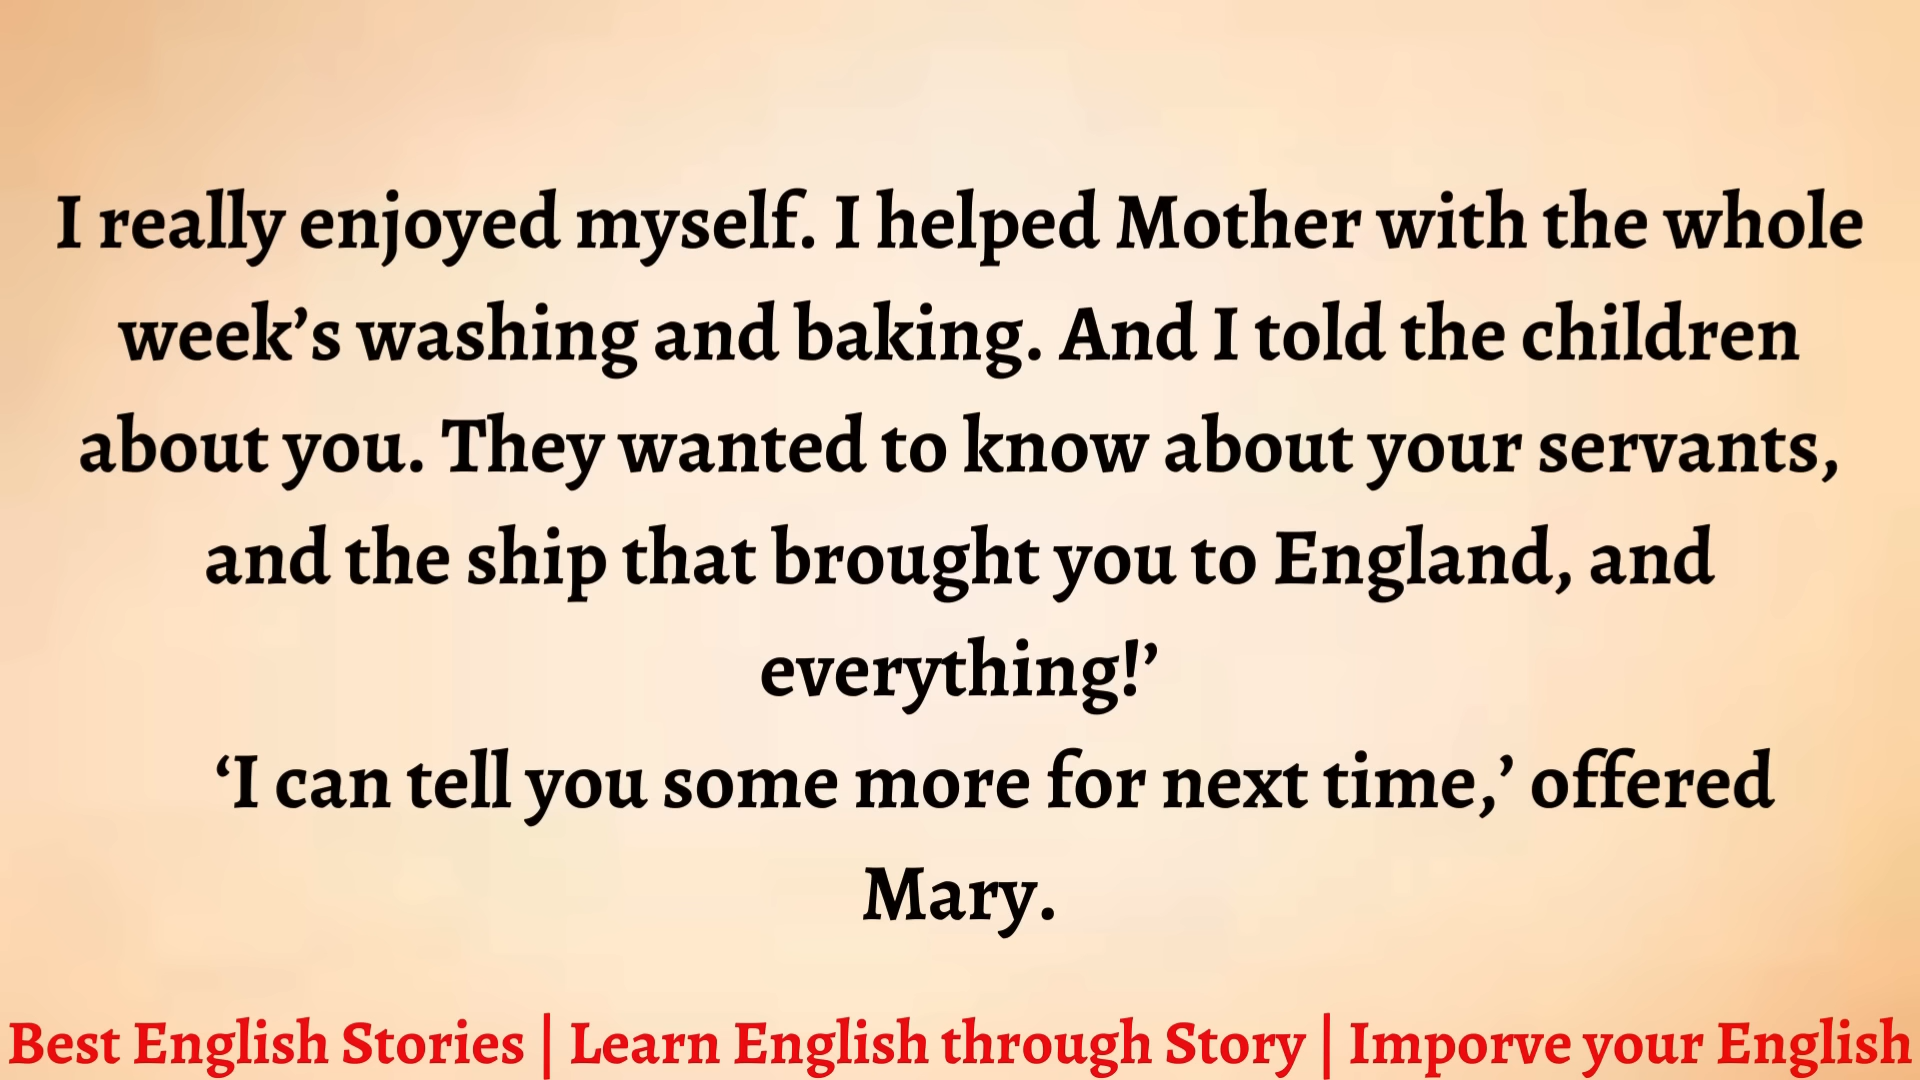 I really enjoyed myself. I helped Mother with the whole
week’s washing and baking. And I told the children
about you. They wanted to know about your servants,
and the ship that brought you to England, and
everything!’
‘I can tell you some more for next time,’ offered
Mary.
Best English Stories | Learn English through Story | Imporve your English